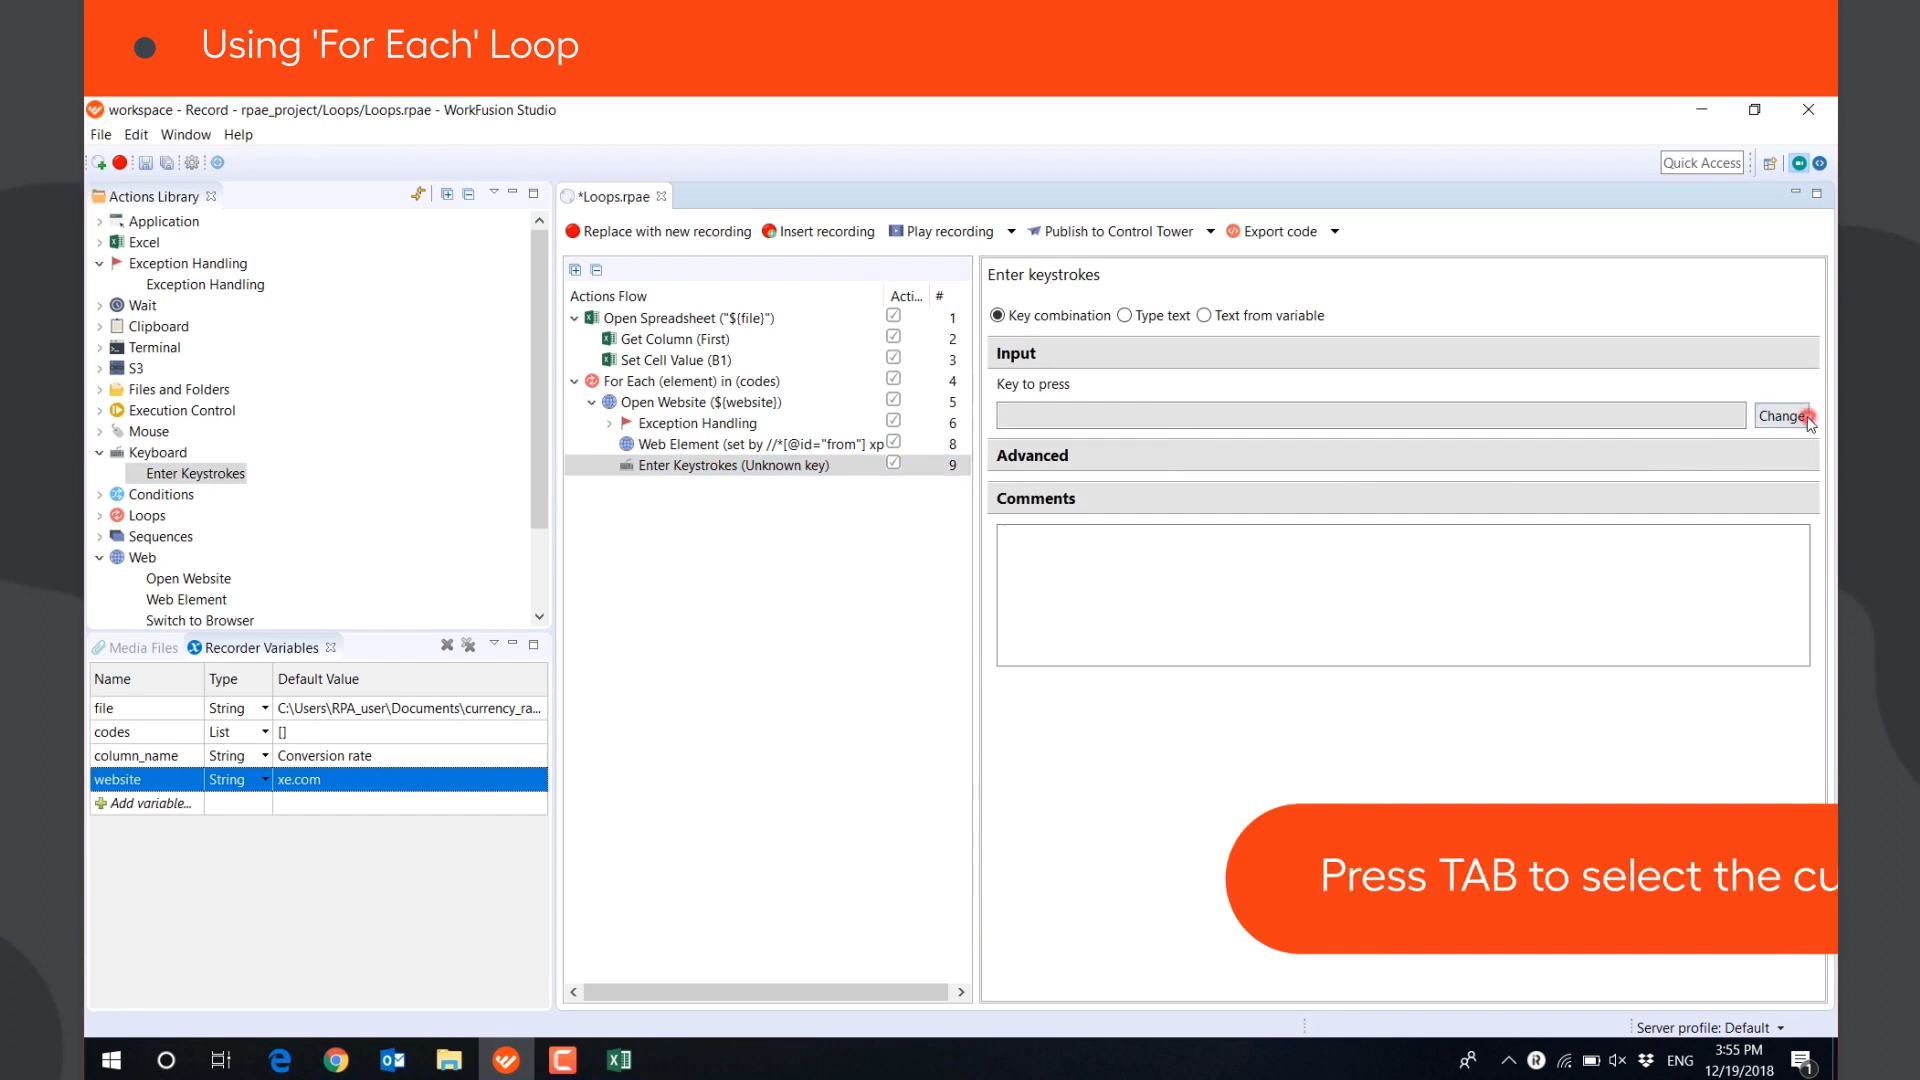 Using 'For Each' Loop
workspace - Record - rpae_project/Loops/Loops.rpae - WorkFusion Studio
File Edit Window Help
Quick Access
Actions Library
Application
Excel
Exception Handling
Exception Handling
Wait
Clipboard
Terminal
S3
Files and Folders
Execution Control
Mouse
Keyboard
Enter Keystrokes
Conditions
Loops
Sequences
Web
Open Website
Web Element
Switch to Browser
Media Files Recorder Variables
Name Type Default Value
file String C:\Users\RPA_user\Documents\currency_ra...
codes List []
column_name String Conversion rate
website String xe.com
Add variable...
*Loops.rpae
Replace with new recording Insert recording Play recording Publish to Control Tower Export code
Actions Flow Acti... #
Open Spreadsheet ("${file}") 1
Get Column (First) 2
Set Cell Value (B1) 3
For Each (element) in (codes) 4
Open Website (${website}) 5
Exception Handling 6
Web Element (set by //*[@id="from"] xp 8
Enter Keystrokes (Unknown key) 9
Enter keystrokes
Key combination Type text Text from variable
Input
Key to press
Change
Advanced
Comments
Press TAB to select the cu
Server profile: Default
ENG
3:55 PM
12/19/2018
1